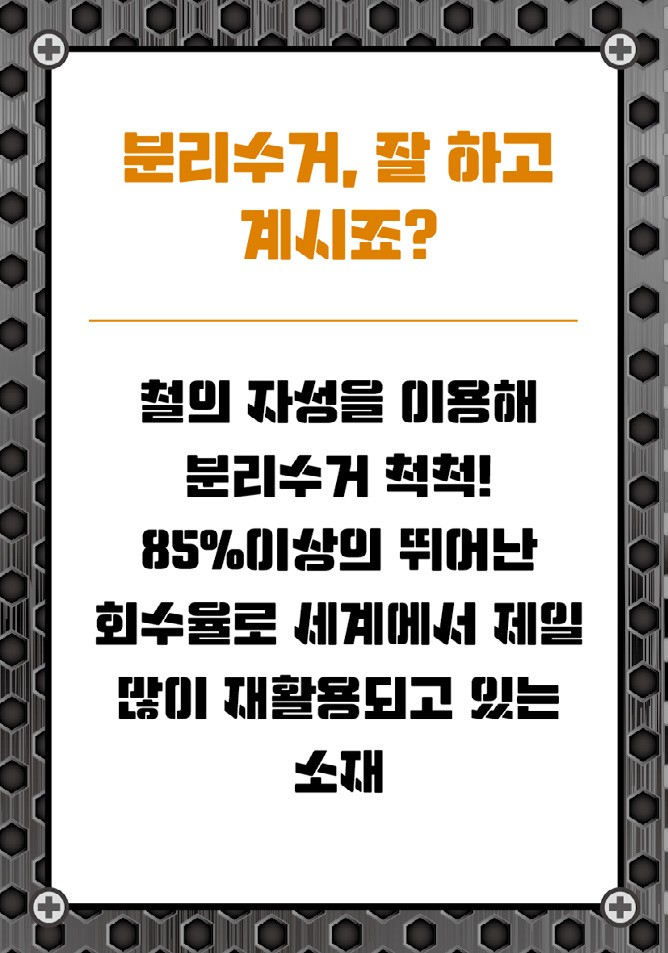 분리수거, 잘 하고
계시죠?
철의 자성을 이용해
분리수거 척척!
85%이상의 뛰어난
회수율로 세계에서 제일
많이 재활용되고 있는
소재